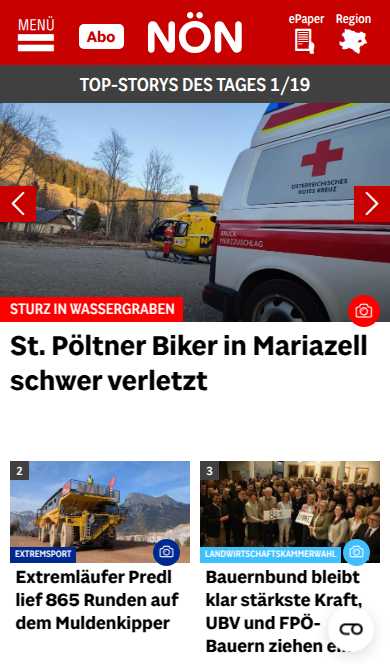 MENÜ
Abo
NÖN
ePaper
Region
TOP-STORYS DES TAGES 1/19
ÖSTERREICHISCHES
ROTES KREUZ
BRUCK
MÜRZZUSCHLAG
STURZ IN WASSERGRABEN
St. Pöltner Biker in Mariazell
schwer verletzt
2
EXTREMSPORT
Extremläufer Predl
lief 865 Runden auf
dem Muldenkipper
3
LANDWIRTSCHAFTSKAMMERWAHL
Bauernbund bleibt
klar stärkste Kraft,
UBV und FPÖ-
Bauern ziehen